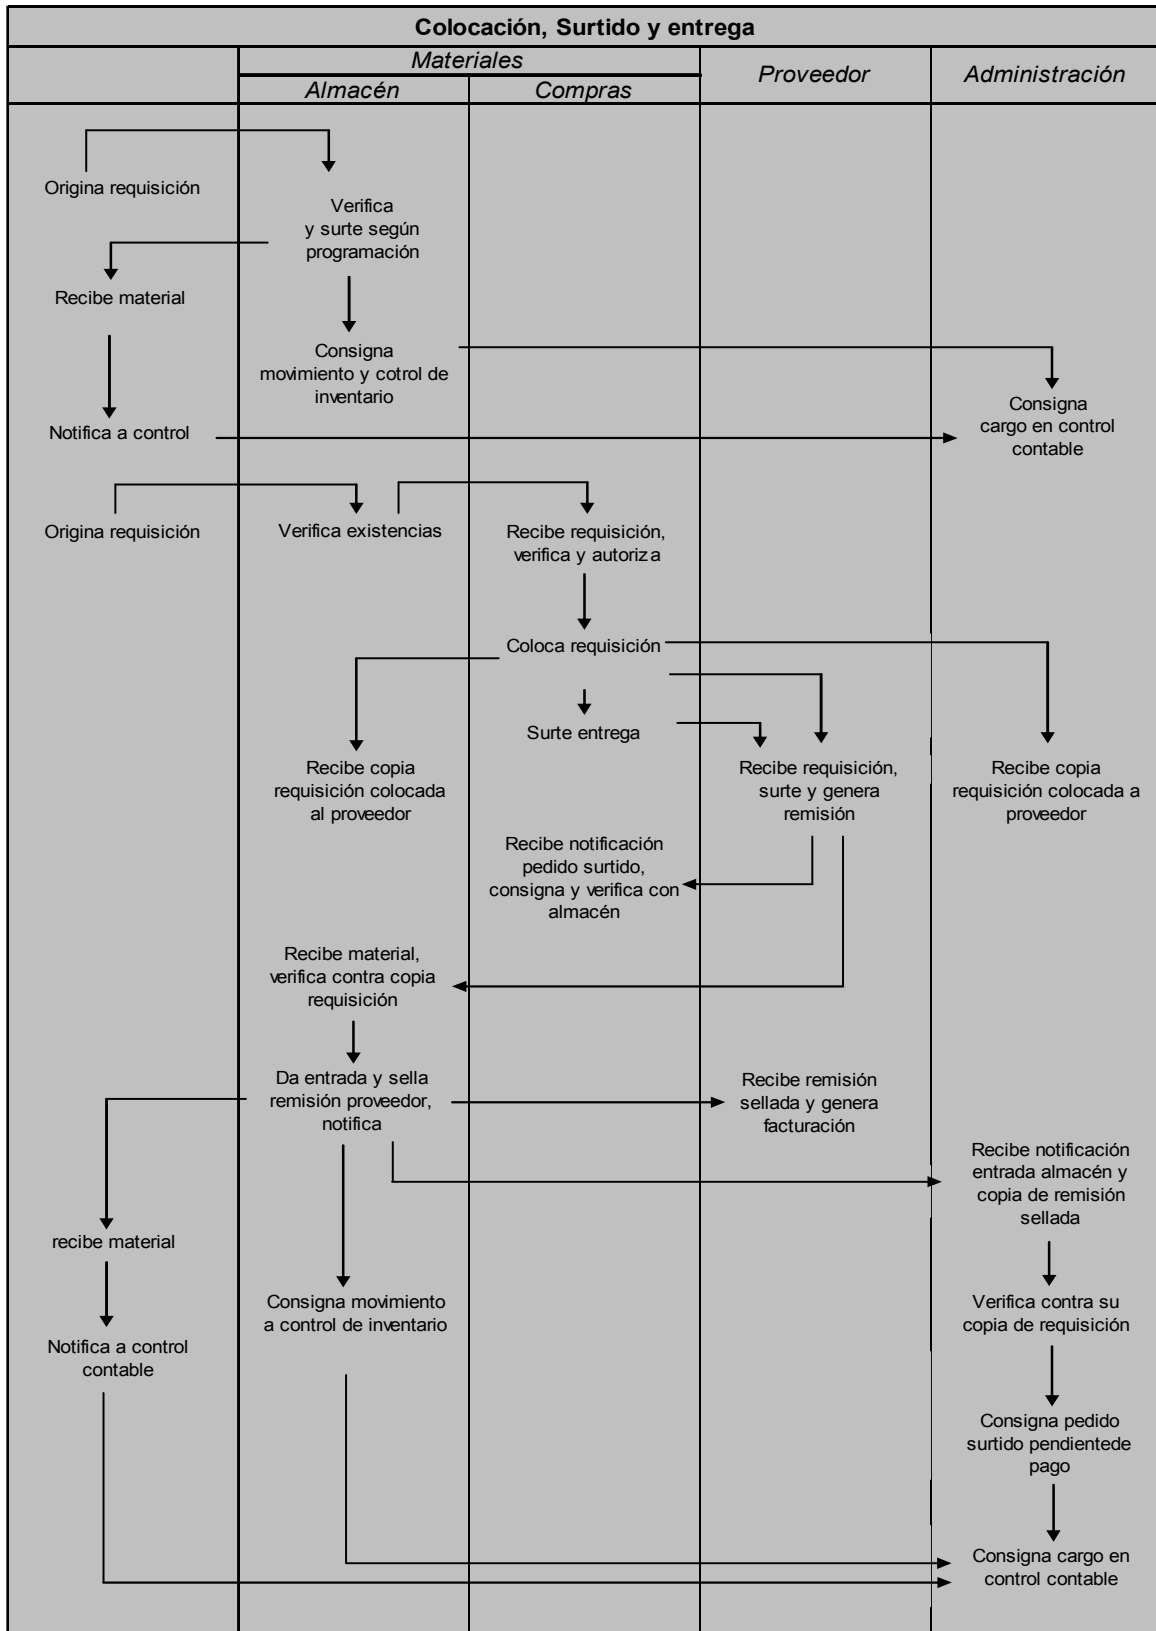 Colocación, Surtido y entrega
Materiales
Proveedor
Administración
Almacén
Compras
Origina requisición
Verifica
y surte según
programación
Recibe material
Consigna
movimiento y cotrol de
inventario
Consigna
cargo en control
contable
Notifica a control
Origina requisición
Verifica existencias
Recibe requisición,
verifica y autoriza
Coloca requisición
Surte entrega
Recibe copia
requisición colocada
al proveedor
Recibe requisición,
surte y genera
remisión
Recibe copia
requisición colocada a
proveedor
Recibe notificación
pedido surtido,
consigna y verifica con
almacén
Recibe material,
verifica contra copia
requisición
Da entrada y sella
remisión proveedor,
notifica
Recibe remisión
sellada y genera
facturación
Recibe notificación
entrada almacén y
copia de remisión
sellada
recibe material
Consigna movimiento
a control de inventario
Verifica contra su
copia de requisición
Notifica a control
contable
Consigna pedido
surtido pendientede
pago
Consigna cargo en
control contable